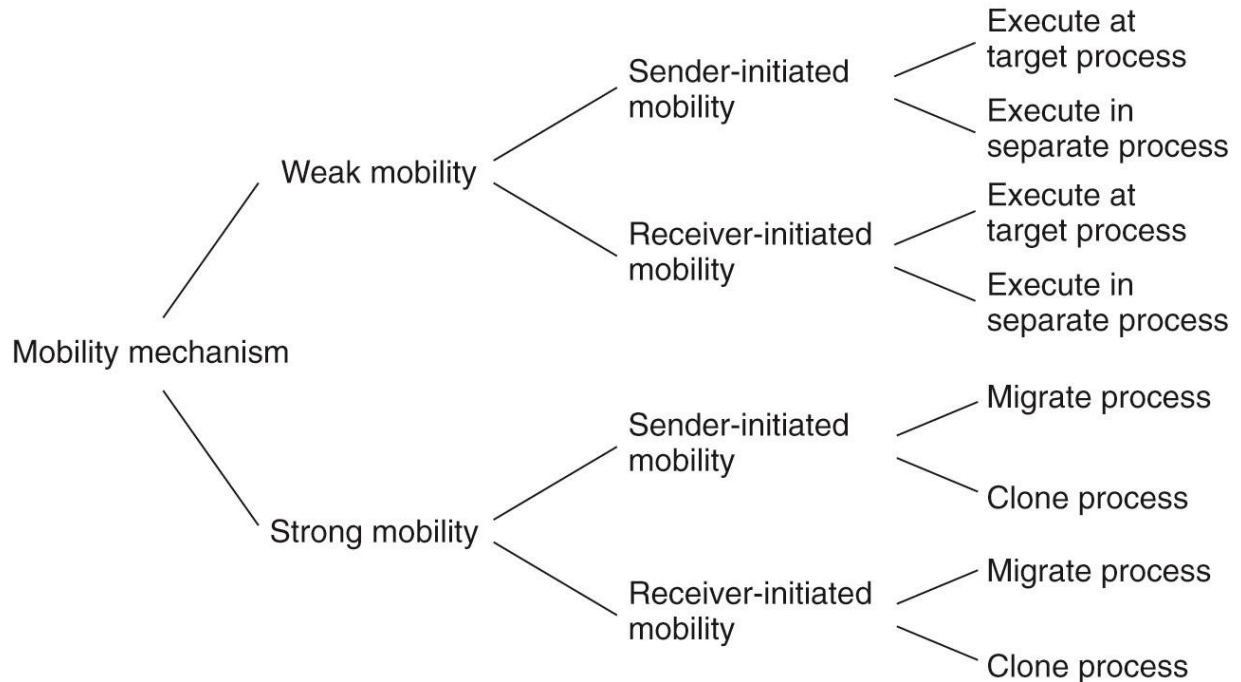 Execute at
target process
Sender-initiated
mobility
Execute in
separate process
Weak mobility
Execute at
target process
Receiver-initiated
mobility
Execute in
separate process
Mobility mechanism
Migrate process
Sender-initiated
mobility
Clone process
Strong mobility
Migrate process
Receiver-initiated
mobility
Clone process